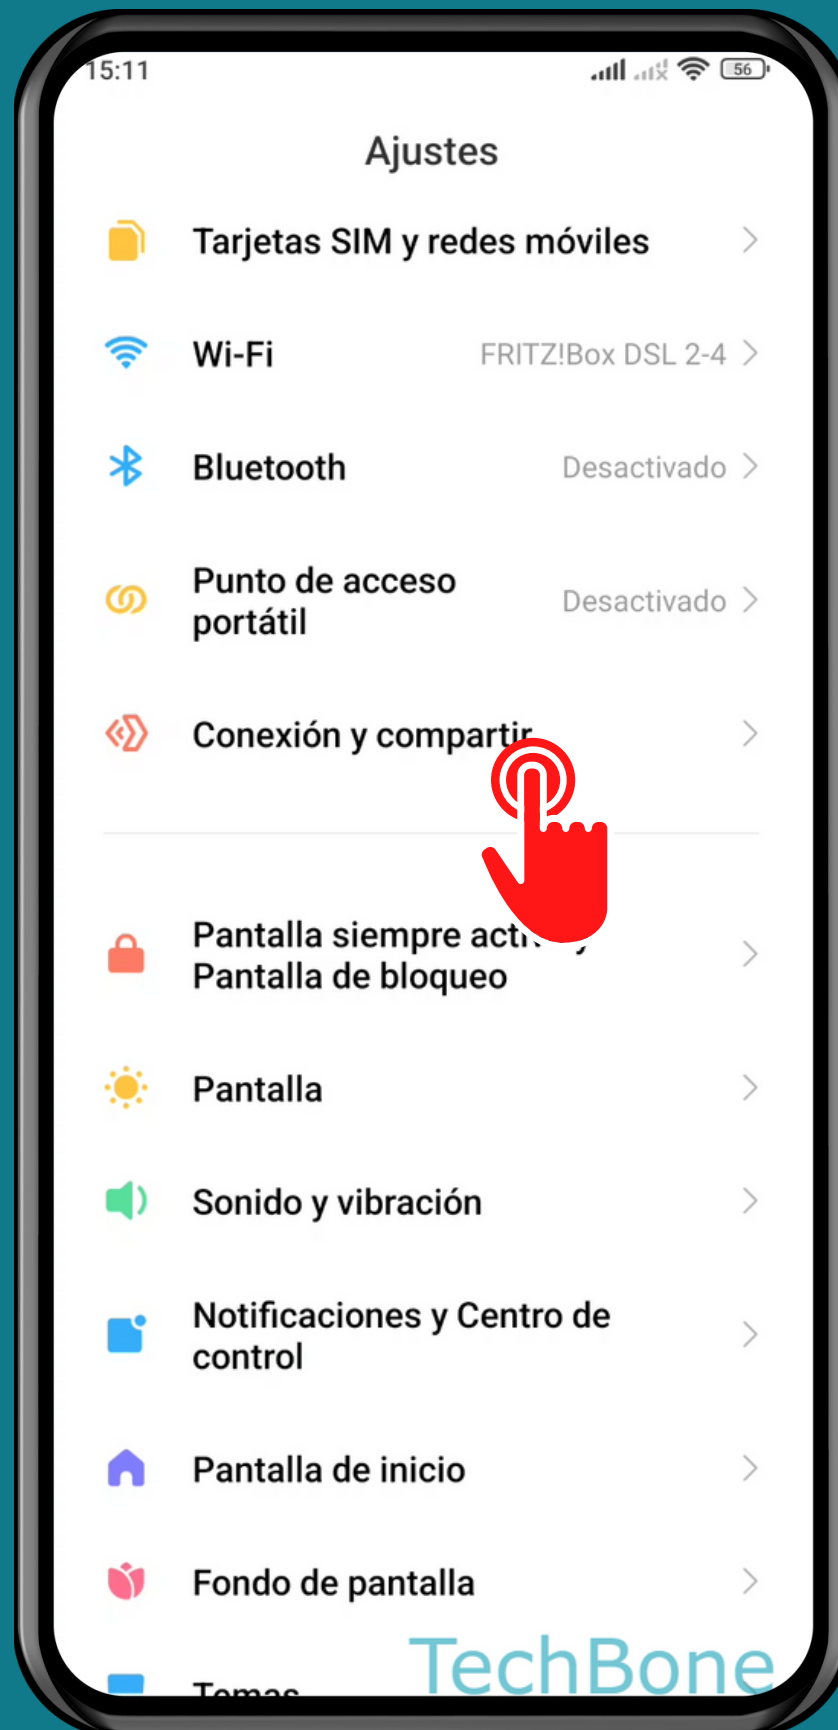 15:11
56
Ajustes
Tarjetas SIM y redes móviles
Wi-Fi
FRITZ!Box DSL 2-4
Bluetooth
Desactivado
Punto de acceso
portátil
Desactivado
Conexión y compartir
Pantalla siempre
Pantalla de bloqueo
Pantalla
Sonido y vibración
Notificaciones y Centro de
control
Pantalla de inicio
Fondo de pantalla
Temas
TechBone